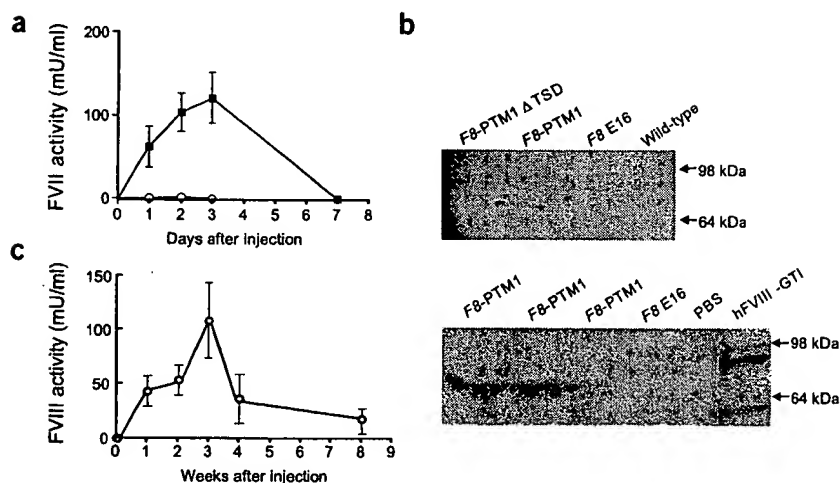 a
FVII activity (mU/ml)
200
100
0
0 1 2 3 4 5 6 7 8
Days after injection
b
F8-PTM1 Δ TSD
F8-PTM1
F8 E16
Wild-type
98 kDa
64 kDa
F8-PTM1
F8-PTM1
F8-PTM1
F8 E16
PBS
hFVIII -GTI
98 kDa
64 kDa
c
FVIII activity (mU/ml)
150
100
50
0
0 1 2 3 4 5 6 7 8 9
Weeks after injection